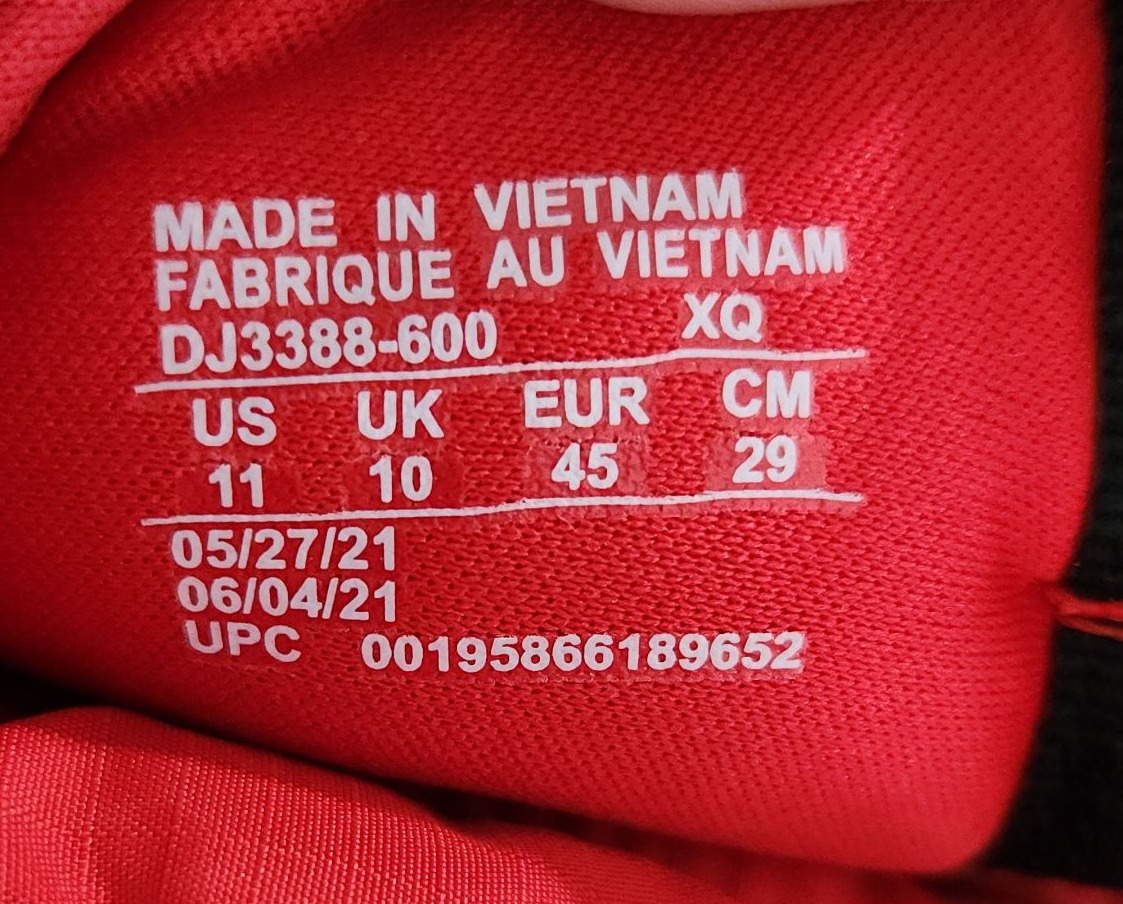 MADE IN VIETNAM
FABRIQUE AU VIETNAM
DJ3388-600 XQ
US UK EUR CM
11 10 45 29
05/27/21
06/04/21
UPC 00195866189652